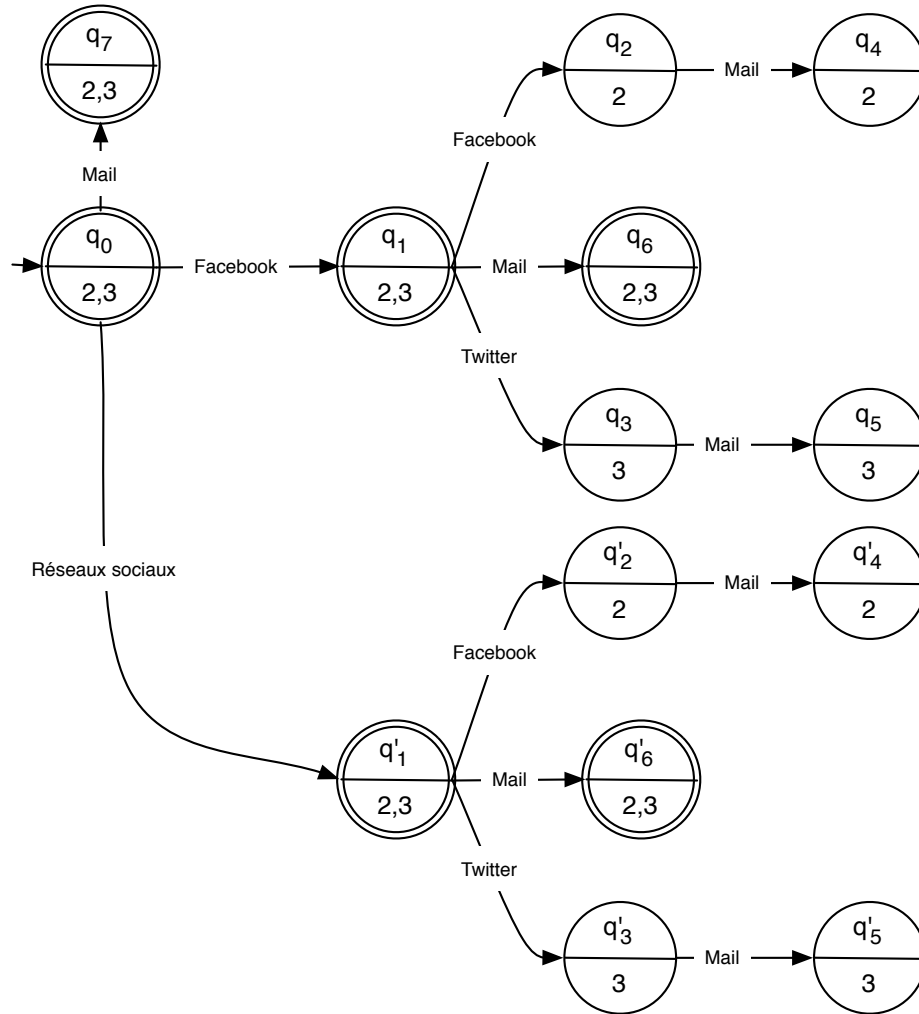 q7
2,3
q2
2
Mail
q4
2
Facebook
Mail
q0
2,3
Facebook
q1
2,3
Mail
q6
2,3
Twitter
q3
3
Mail
q5
3
Réseaux sociaux
q'2
2
Mail
q'4
2
Facebook
q'1
2,3
Mail
q'6
2,3
Twitter
q'3
3
Mail
q'5
3